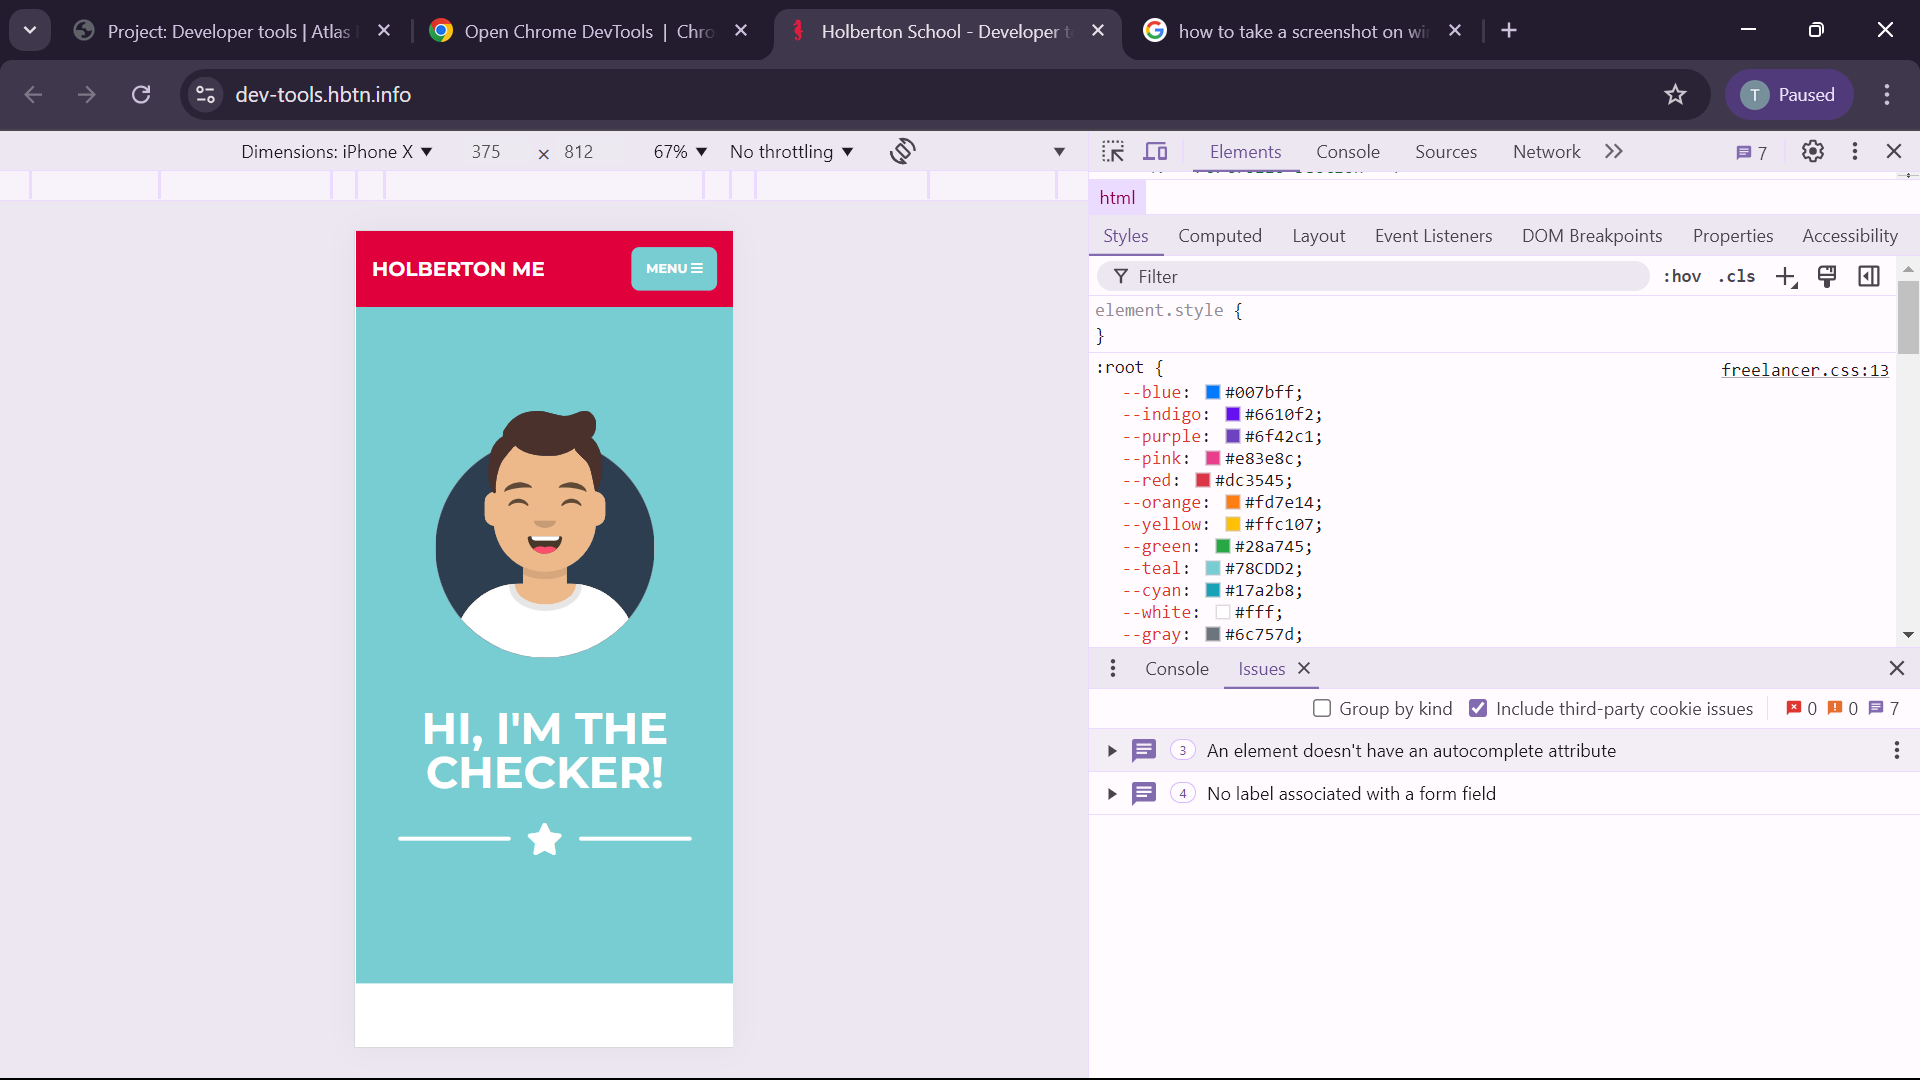 Project: Developer tools | Atlas
Open Chrome DevTools | Chro
Holberton School - Developer t
how to take a screenshot on wi
dev-tools.hbtn.info
T Paused
Dimensions: iPhone X 375 × 812 67% No throttling
Elements Console Sources Network 7
html
Styles Computed Layout Event Listeners DOM Breakpoints Properties Accessibility
Filter :hov .cls
element.style {
}
:root { freelancer.css:13
--blue: #007bff;
--indigo: #6610f2;
--purple: #6f42c1;
--pink: #e83e8c;
--red: #dc3545;
--orange: #fd7e14;
--yellow: #ffc107;
--green: #28a745;
--teal: #78CDD2;
--cyan: #17a2b8;
--white: #fff;
--gray: #6c757d;
Console Issues
Group by kind Include third-party cookie issues 0 0 7
3 An element doesn't have an autocomplete attribute
4 No label associated with a form field
HOLBERTON ME MENU
HI, I'M THE
CHECKER!